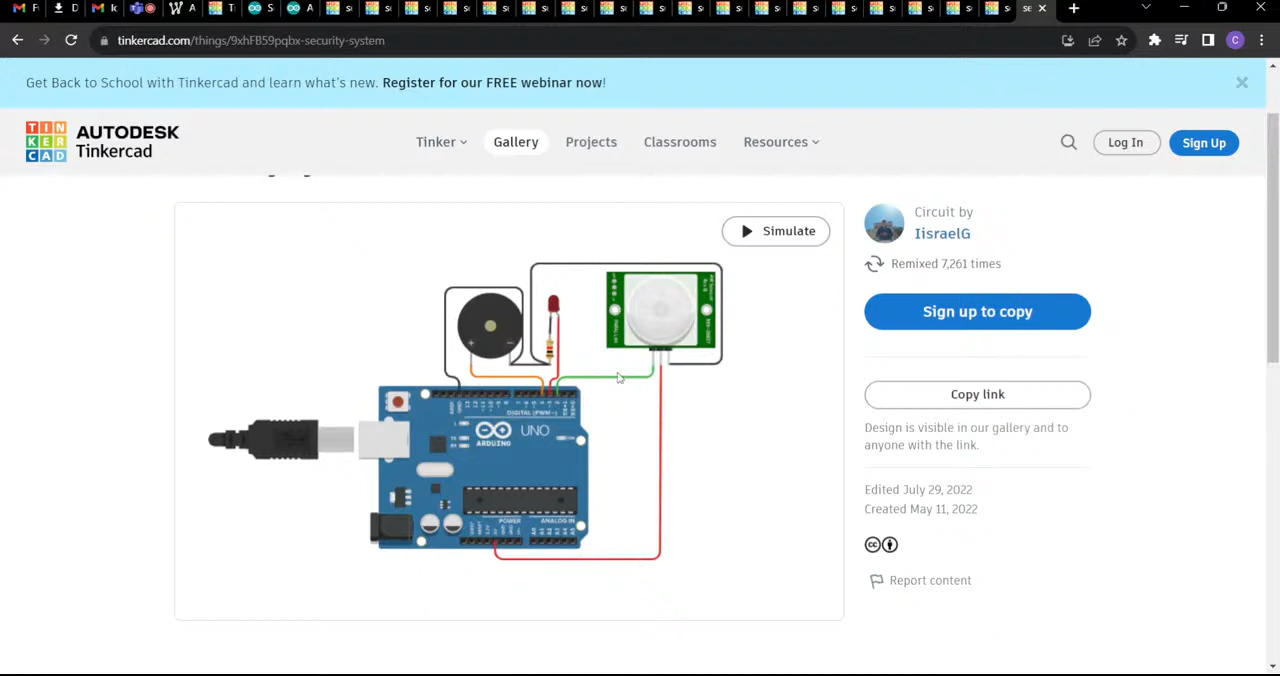 tinkercad.com/things/9xhFB59pqbx-security-system
C
Get Back to School with Tinkercad and learn what's new. Register for our FREE webinar now!
TINKERCAD
AUTODESK
Tinkercad
Tinker
Gallery
Projects
Classrooms
Resources
Log In
Sign Up
Simulate
Circuit by
IisraelG
Remixed 7,261 times
Sign up to copy
Copy link
Design is visible in our gallery and to
anyone with the link.
Edited July 29, 2022
Created May 11, 2022
cc
Report content
DIGITAL (PWM~)
UNO
ARDUINO
POWER
ANALOG IN